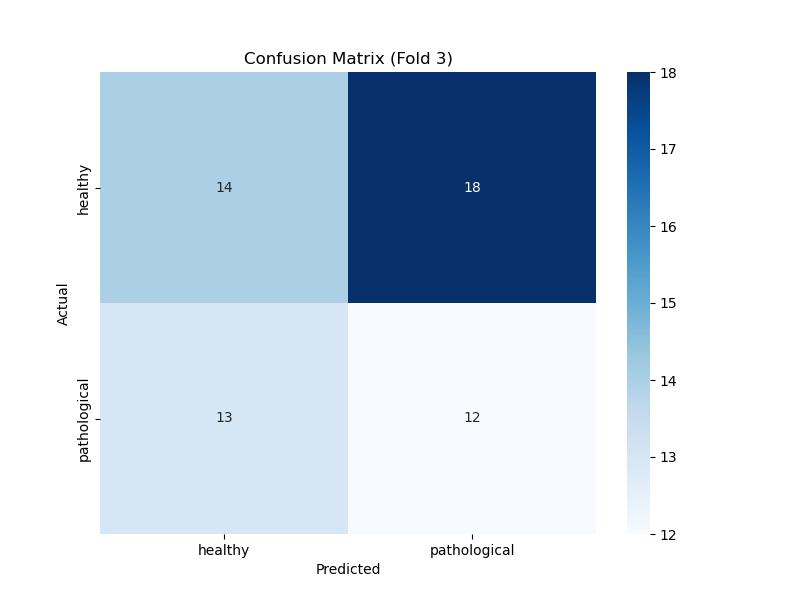 Confusion Matrix (Fold 3)
healthy
pathological
Actual
14
18
13
12
healthy
pathological
Predicted
18
17
16
15
14
13
12